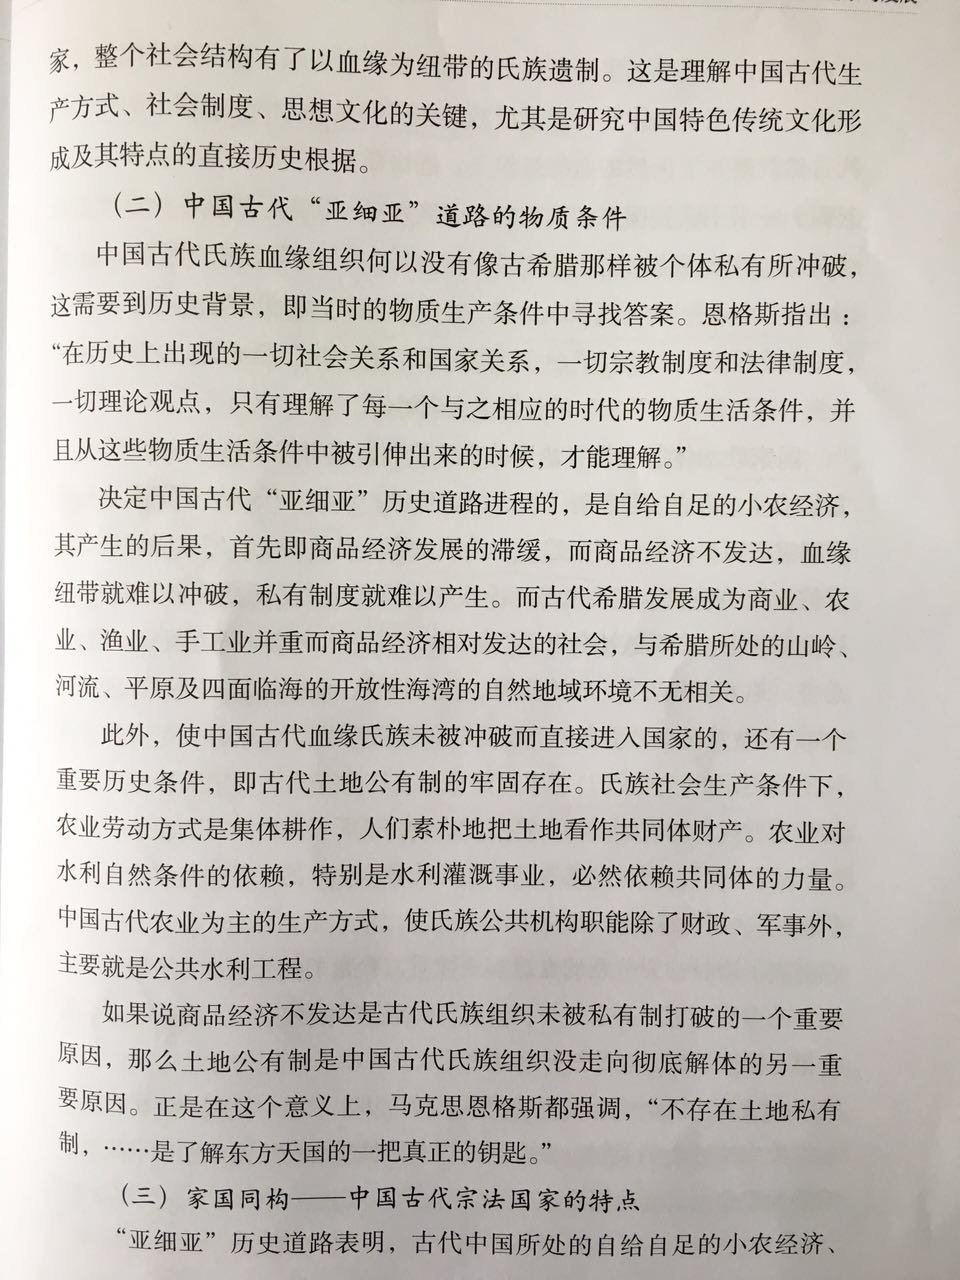 家，整个社会结构有了以血缘为纽带的氏族遗制。这是理解中国古代生
产方式、社会制度、思想文化的关键，尤其是研究中国特色传统文化形
成及其特点的直接历史根据。
（二）中国古代“亚细亚”道路的物质条件
中国古代氏族血缘组织何以没有像古希腊那样被个体私有所冲破，
这需要到历史背景，即当时的物质生产条件中寻找答案。恩格斯指出：
“在历史上出现的一切社会关系和国家关系，一切宗教制度和法律制度，
一切理论观点，只有理解了每一个与之相应的时代的物质生活条件，并
且从这些物质生活条件中被引伸出来的时候，才能理解。”
决定中国古代“亚细亚”历史道路进程的，是自给自足的小农经济，
其产生的后果，首先即商品经济发展的滞缓，而商品经济不发达，血缘
纽带就难以冲破，私有制度就难以产生。而古代希腊发展成为商业、农
业、渔业、手工业并重而商品经济相对发达的社会，与希腊所处的山岭、
河流、平原及四面临海的开放性海湾的自然地域环境不无相关。
此外，使中国古代血缘氏族未被冲破而直接进入国家的，还有一个
重要历史条件，即古代土地公有制的牢固存在。氏族社会生产条件下，
农业劳动方式是集体耕作，人们素朴地把土地看作共同体财产。农业对
水利自然条件的依赖，特别是水利灌溉事业，必然依赖共同体的力量。
中国古代农业为主的生产方式，使氏族公共机构职能除了财政、军事外，
主要就是公共水利工程。
如果说商品经济不发达是古代氏族组织未被私有制打破的一个重要
原因，那么土地公有制是中国古代氏族组织没走向彻底解体的另一重
要原因。正是在这个意义上，马克思恩格斯都强调，“不存在土地私有
制，……是了解东方天国的一把真正的钥匙。”
（三）家国同构——中国古代宗法国家的特点
“亚细亚”历史道路表明，古代中国所处的自给自足的小农经济、